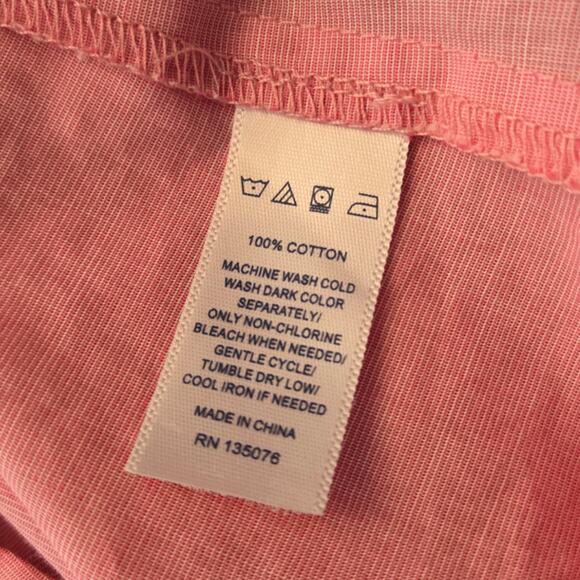 100% COTTON
MACHINE WASH COLD
WASH DARK COLOR
SEPARATELY/
ONLY NON-CHLORINE
BLEACH WHEN NEEDED/
GENTLE CYCLE/
TUMBLE DRY LOW/
COOL IRON IF NEEDED
MADE IN CHINA
RN 135076